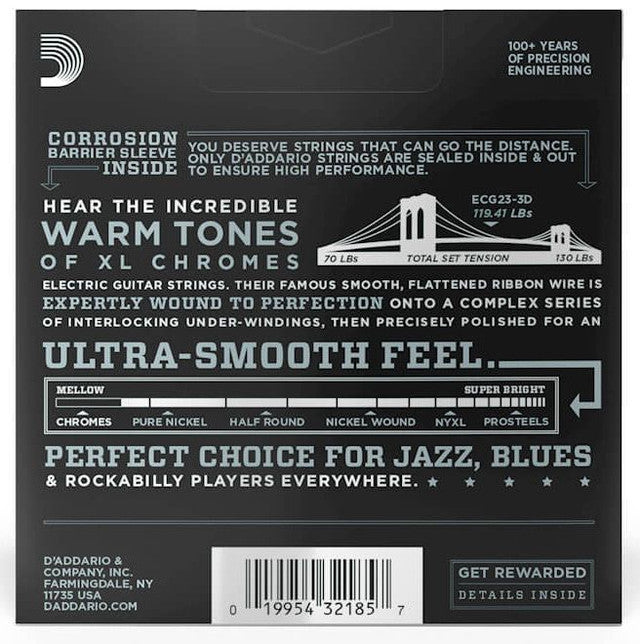 100+ YEARS
OF PRECISION
ENGINEERING
CORROSION
BARRIER SLEEVE
INSIDE
YOU DESERVE STRINGS THAT CAN GO THE DISTANCE.
ONLY D'ADDARIO STRINGS ARE SEALED INSIDE & OUT
TO ENSURE HIGH PERFORMANCE.
HEAR THE INCREDIBLE
WARM TONES
OF XL CHROMES
ECG23-3D
119.41 LBs
70 LBs TOTAL SET TENSION 130 LBs
ELECTRIC GUITAR STRINGS. THEIR FAMOUS SMOOTH, FLATTENED RIBBON WIRE IS
EXPERTLY WOUND TO PERFECTION ONTO A COMPLEX SERIES
OF INTERLOCKING UNDER-WINDINGS, THEN PRECISELY POLISHED FOR AN
ULTRA-SMOOTH FEEL.
MELLOW SUPER BRIGHT
CHROMES PURE NICKEL HALF ROUND NICKEL WOUND NYXL PROSTEELS
PERFECT CHOICE FOR JAZZ, BLUES
& ROCKABILLY PLAYERS EVERYWHERE. ★ ★ ★ ★ ★
D'ADDARIO &
COMPANY, INC.
FARMINGDALE, NY
11735 USA
DADDARIO.COM
0 19954 32185 7
GET REWARDED
DETAILS INSIDE